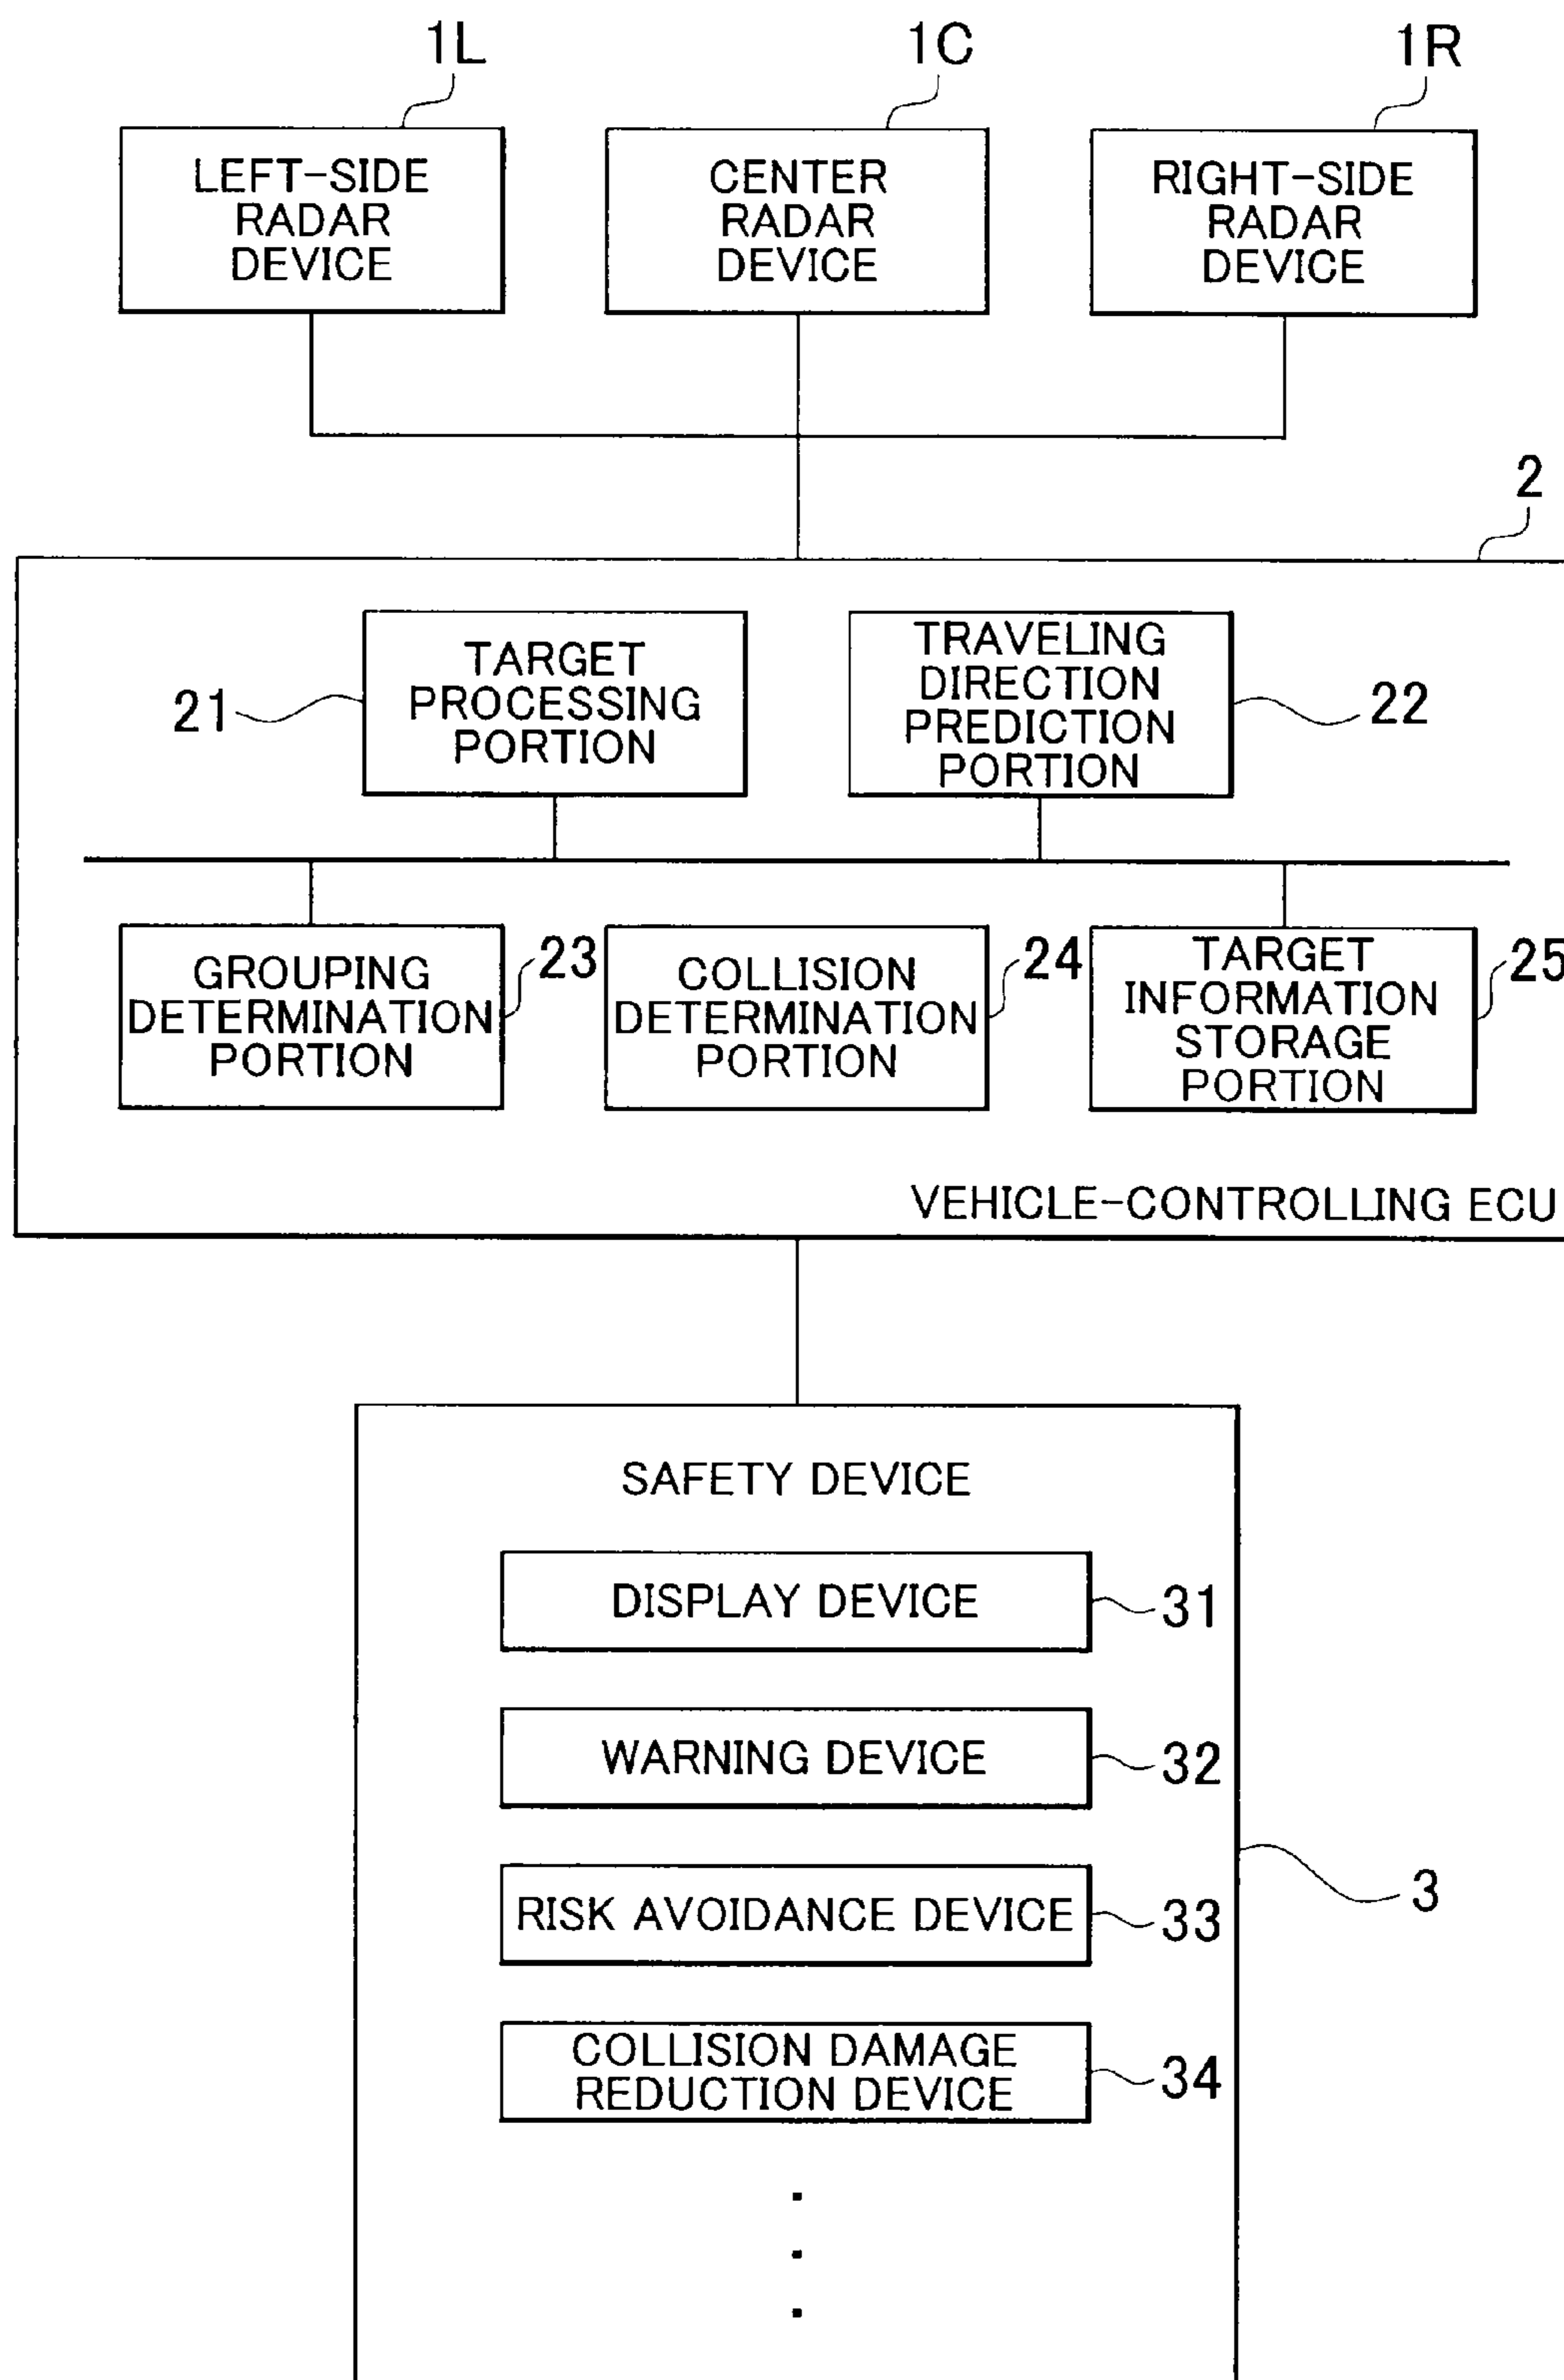 1L
1C
1R
LEFT-SIDE
RADAR
DEVICE
CENTER
RADAR
DEVICE
RIGHT-SIDE
RADAR
DEVICE
2
21
TARGET
PROCESSING
PORTION
TRAVELING
DIRECTION
PREDICTION
PORTION
22
GROUPING
DETERMINATION
PORTION
23
COLLISION
DETERMINATION
PORTION
24
TARGET
INFORMATION
STORAGE
PORTION
25
VEHICLE-CONTROLLING ECU
SAFETY DEVICE
DISPLAY DEVICE
31
WARNING DEVICE
32
RISK AVOIDANCE DEVICE
33
3
COLLISION DAMAGE
REDUCTION DEVICE
34